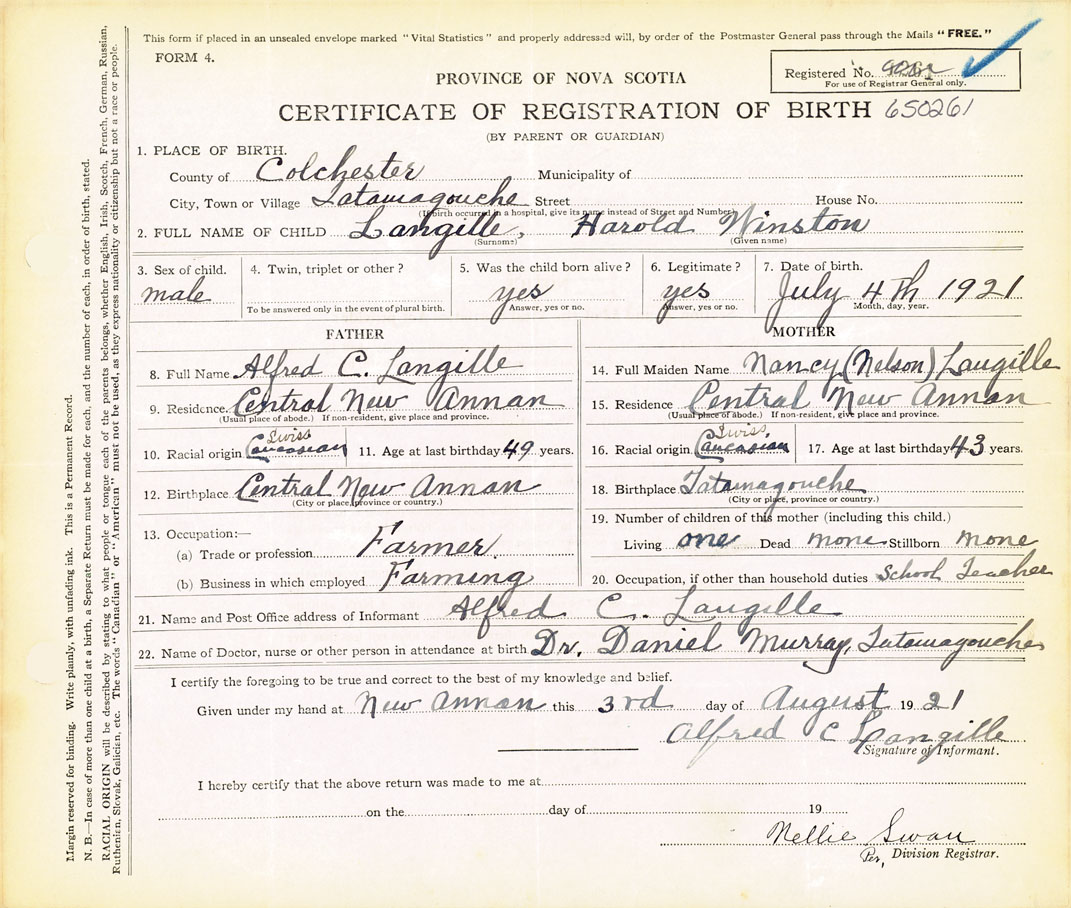 This form if placed in an unsealed envelope marked "Vital Statistics" and properly addressed will, by order of the Postmaster General pass through the Mails "FREE."
FORM 4.
Registered No.
For use of Registrar General only.
PROVINCE OF NOVA SCOTIA
CERTIFICATE OF REGISTRATION OF BIRTH 650261
(BY PARENT OR GUARDIAN)
1. PLACE OF BIRTH.
County of Colchester Municipality of
City, Town or Village Tatamagouche Street House No.
(If birth occurred in a hospital, give its name instead of Street and Number)
2. FULL NAME OF CHILD Langille, Harold Winston
(Surname) (Given name)
3. Sex of child. 4. Twin, triplet or other? 5. Was the child born alive? 6. Legitimate? 7. Date of birth.
male yes yes July 4th 1921
To be answered only in the event of plural birth. Answer, yes or no. Answer, yes or no. Month, day, year.
FATHER
8. Full Name Alfred C. Langille
9. Residence Central New Annan
(Usual place of abode.) If non-resident, give place and province.
Swiss
10. Racial origin Caucasian 11. Age at last birthday 49 years.
12. Birthplace Central New Annan
(City or place, province or country.)
13. Occupation:—
(a) Trade or profession Farmer.
(b) Business in which employed Farming
MOTHER
14. Full Maiden Name Nancy (Nelson) Langille
15. Residence Central New Annan
(Usual place of abode.) If non-resident, give place and province.
Swiss,
16. Racial origin Caucasian 17. Age at last birthday 43 years.
18. Birthplace Tatamagouche
(City or place, province or country.)
19. Number of children of this mother (including this child.)
Living one Dead none Stillborn none
20. Occupation, if other than household duties School Teacher
21. Name and Post Office address of Informant Alfred C. Langille
22. Name of Doctor, nurse or other person in attendance at birth Dr. Daniel Murray, Tatamagouche
I certify the foregoing to be true and correct to the best of my knowledge and belief.
Given under my hand at New Annan this 3rd day of August 1921
Alfred C Langille
Signature of Informant.
I hereby certify that the above return was made to me at
on the day of 19
Nellie Swan
Per, Division Registrar.
Margin reserved for binding. Write plainly, with unfading ink. This is a Permanent Record.
N. B.—In case of more than one child at a birth, a Separate Return must be made for each, and the number of each, in order of birth, stated.
RACIAL ORIGIN will be described by stating to what people or tongue each of the parents belongs, whether English, Irish, Scotch, French, German, Russian,
Ruthenian, Slovak, Galician, etc. The words "Canadian" or "American" must not be used, as they express nationality or citizenship but not a race or people.